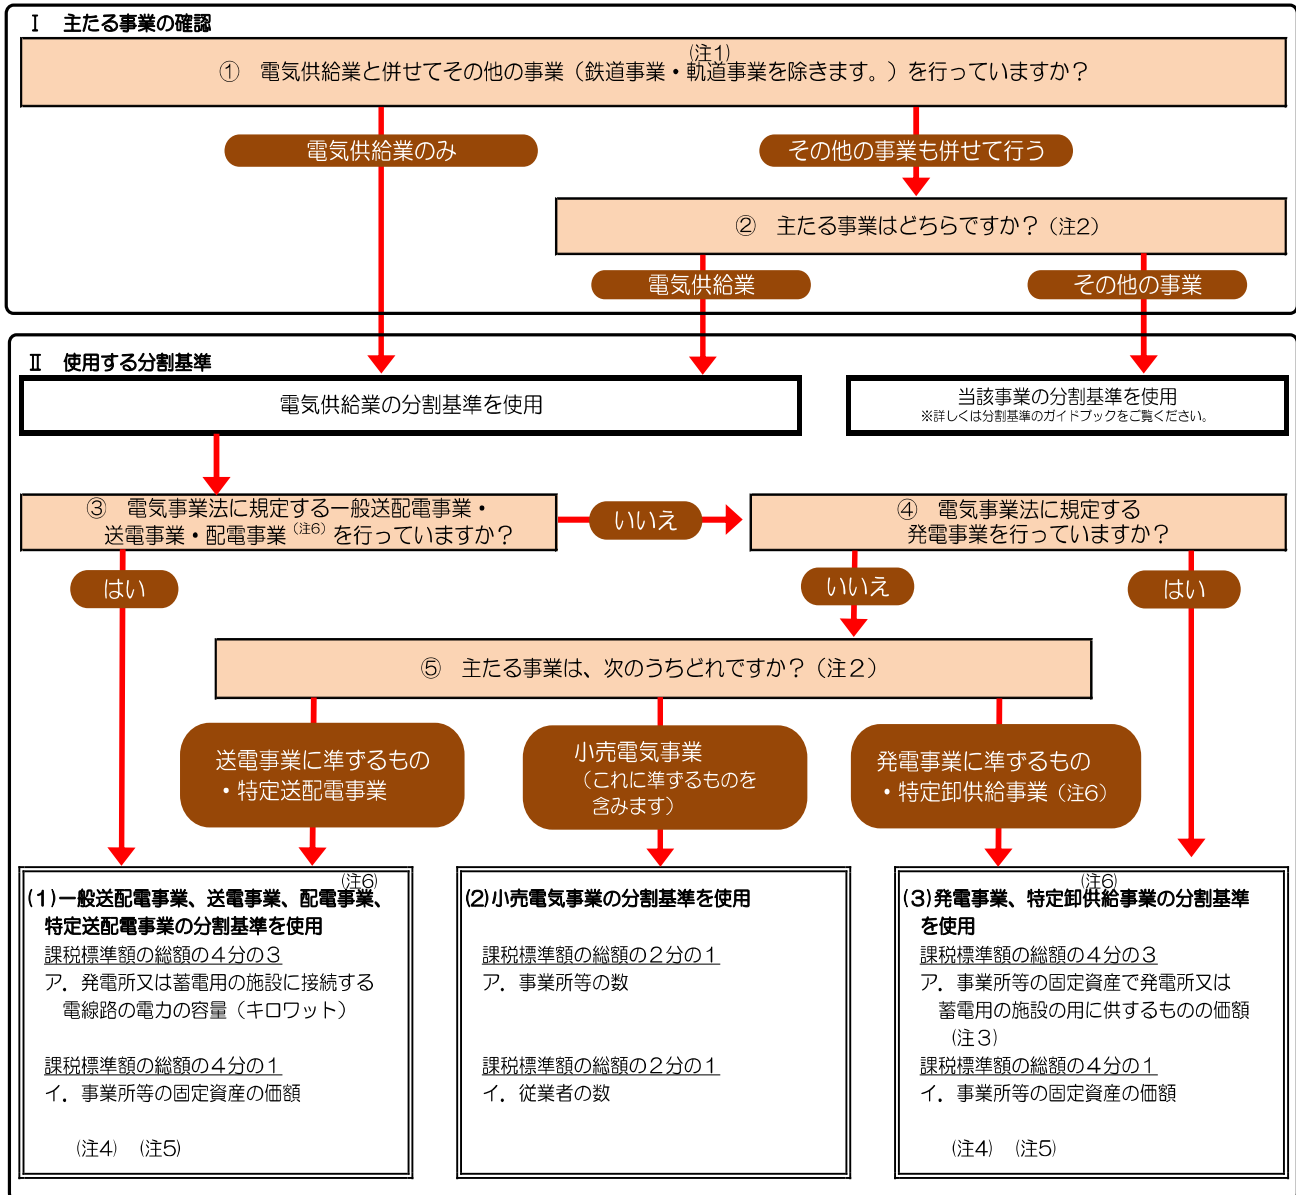 Ⅰ　主たる事業の確認
(注1)
①　電気供給業と併せてその他の事業（鉄道事業・軌道事業を除きます。）を行っていますか？
電気供給業のみ
その他の事業も併せて行う
②　主たる事業はどちらですか？（注2）
電気供給業
その他の事業
Ⅱ　使用する分割基準
電気供給業の分割基準を使用
当該事業の分割基準を使用
※詳しくは分割基準のガイドブックをご覧ください。
③　電気事業法に規定する一般送配電事業・
送電事業・配電事業（注6）を行っていますか？
いいえ
④　電気事業法に規定する
発電事業を行っていますか？
はい
いいえ
はい
⑤　主たる事業は、次のうちどれですか？（注２）
送電事業に準ずるもの
・特定送配電事業
小売電気事業
（これに準ずるものを
含みます）
発電事業に準ずるもの
・特定卸供給事業（注6）
(注6)
(1)一般送配電事業、送電事業、配電事業、
特定送配電事業の分割基準を使用
課税標準額の総額の４分の３
ア．発電所又は蓄電用の施設に接続する
電線路の電力の容量（キロワット）
課税標準額の総額の４分の１
イ．事業所等の固定資産の価額
(注4)　(注5)
(2)小売電気事業の分割基準を使用
課税標準額の総額の２分の１
ア．事業所等の数
課税標準額の総額の２分の１
イ．従業者の数
(注6)
(3)発電事業、特定卸供給事業の分割基準
を使用
課税標準額の総額の４分の３
ア．事業所等の固定資産で発電所又は
蓄電用の施設の用に供するものの価額
(注３)
課税標準額の総額の４分の１
イ．事業所等の固定資産の価額
(注4)　(注5)